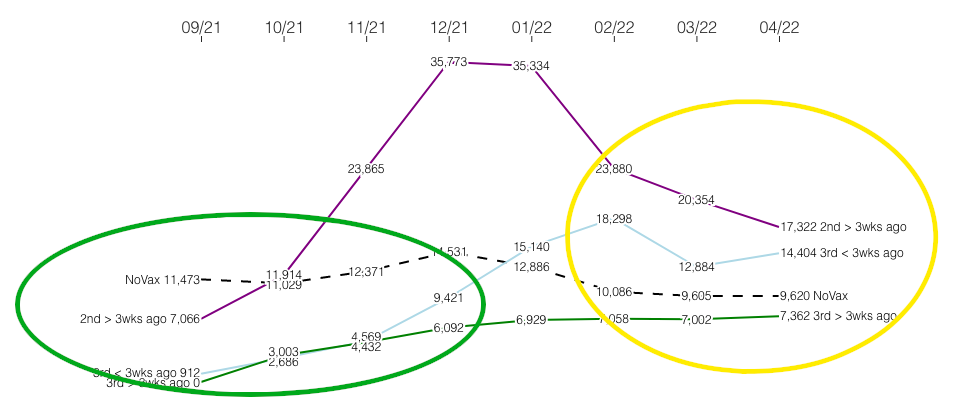 09/21 10/21 11/21 12/21 01/22 02/22 03/22 04/22
35,773 35,334
23,865 23,880
20,354
18,298 17,322 2nd > 3wks ago
15,140 14,404 3rd < 3wks ago
14,531
NoVax 11,473 11,914 12,371 12,886 12,884
11,029
10,086 9,605 9,620 NoVax
9,421
2nd > 3wks ago 7,066 6,092 6,929 7,058 7,002 7,362 3rd > 3wks ago
4,569
3,003 4,432
2,686
3rd < 3wks ago 912
3rd > 3wks ago 0